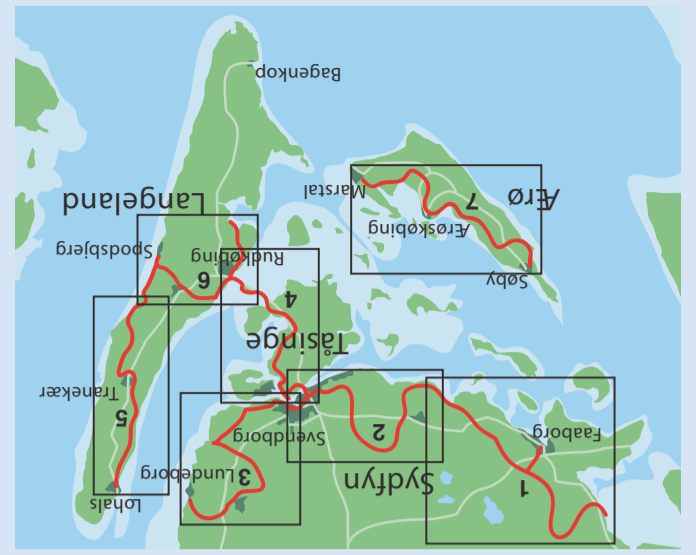 Lohals
1
Sydfyn
3
Lundeborg
Faaborg
2
Svendborg
5
Tranekær
Tåsinge
4
Søby
6
Rudkøbing
Spodsbjerg
Ærøskøbing
Ærø
7
Langeland
Marstal
Bagenkop